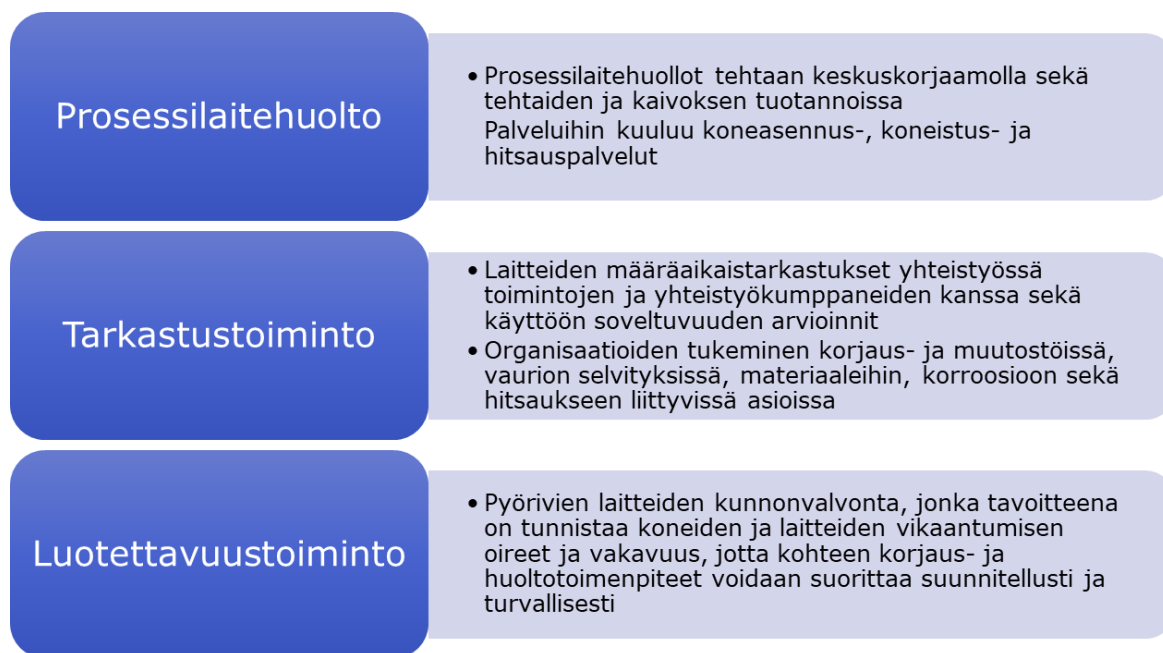 Prosessilaitehuolto
• Prosessilaitehuollot tehtaan keskuskorjaamolla sekä
tehtaiden ja kaivoksen tuotannoissa
Palveluihin kuuluu koneasennus-, koneistus- ja
hitsauspalvelut
Tarkastustoiminto
• Laitteiden määräaikaistarkastukset yhteistyössä
toimintojen ja yhteistyökumppaneiden kanssa sekä
käyttöön soveltuvuuden arvioinnit
• Organisaatioiden tukeminen korjaus- ja muutostöissä,
vaurion selvityksissä, materiaaleihin, korroosioon sekä
hitsaukseen liittyvissä asioissa
Luotettavuustoiminto
• Pyörivien laitteiden kunnonvalvonta, jonka tavoitteena
on tunnistaa koneiden ja laitteiden vikaantumisen
oireet ja vakavuus, jotta kohteen korjaus- ja
huoltotoimenpiteet voidaan suorittaa suunnitellusti ja
turvallisesti